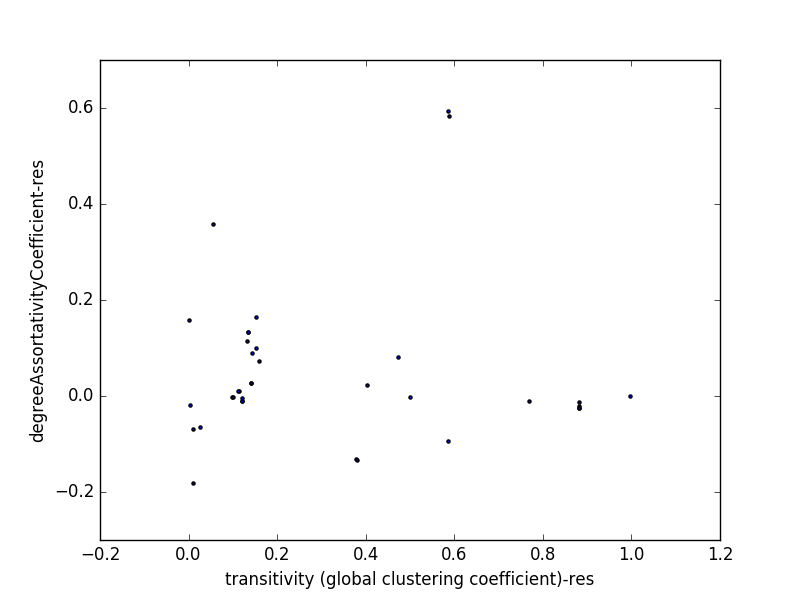 0.6
0.4
0.2
0.0
−0.2
degreeAssortativityCoefficient-res
−0.2 0.0 0.2 0.4 0.6 0.8 1.0 1.2
transitivity (global clustering coefficient)-res